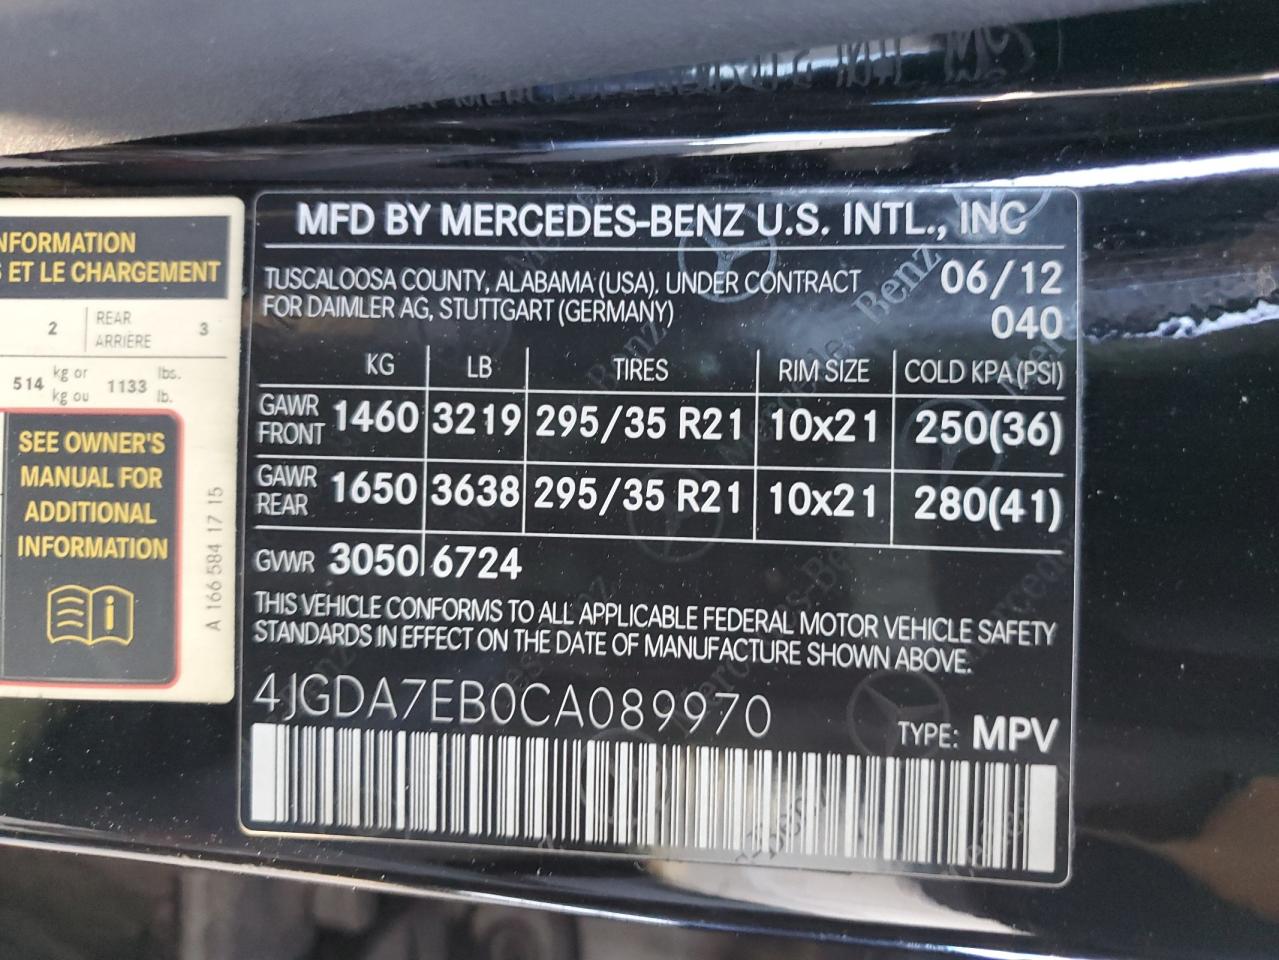 NFORMATION
S ET LE CHARGEMENT
2 REAR ARRIÈRE 3
514 kg or kg ou 1133 lbs. lb.
SEE OWNER'S
MANUAL FOR
ADDITIONAL
INFORMATION
A 166 584 17 15
MFD BY MERCEDES-BENZ U.S. INTL., INC
TUSCALOOSA COUNTY, ALABAMA (USA), UNDER CONTRACT 06/12
FOR DAIMLER AG, STUTTGART (GERMANY) 040
KG LB TIRES RIM SIZE COLD KPA(PSI)
GAWR FRONT 1460 3219 295/35 R21 10x21 250(36)
GAWR REAR 1650 3638 295/35 R21 10x21 280(41)
GVWR 3050 6724
THIS VEHICLE CONFORMS TO ALL APPLICABLE FEDERAL MOTOR VEHICLE SAFETY
STANDARDS IN EFFECT ON THE DATE OF MANUFACTURE SHOWN ABOVE.
4JGDA7EB0CA089970
TYPE: MPV